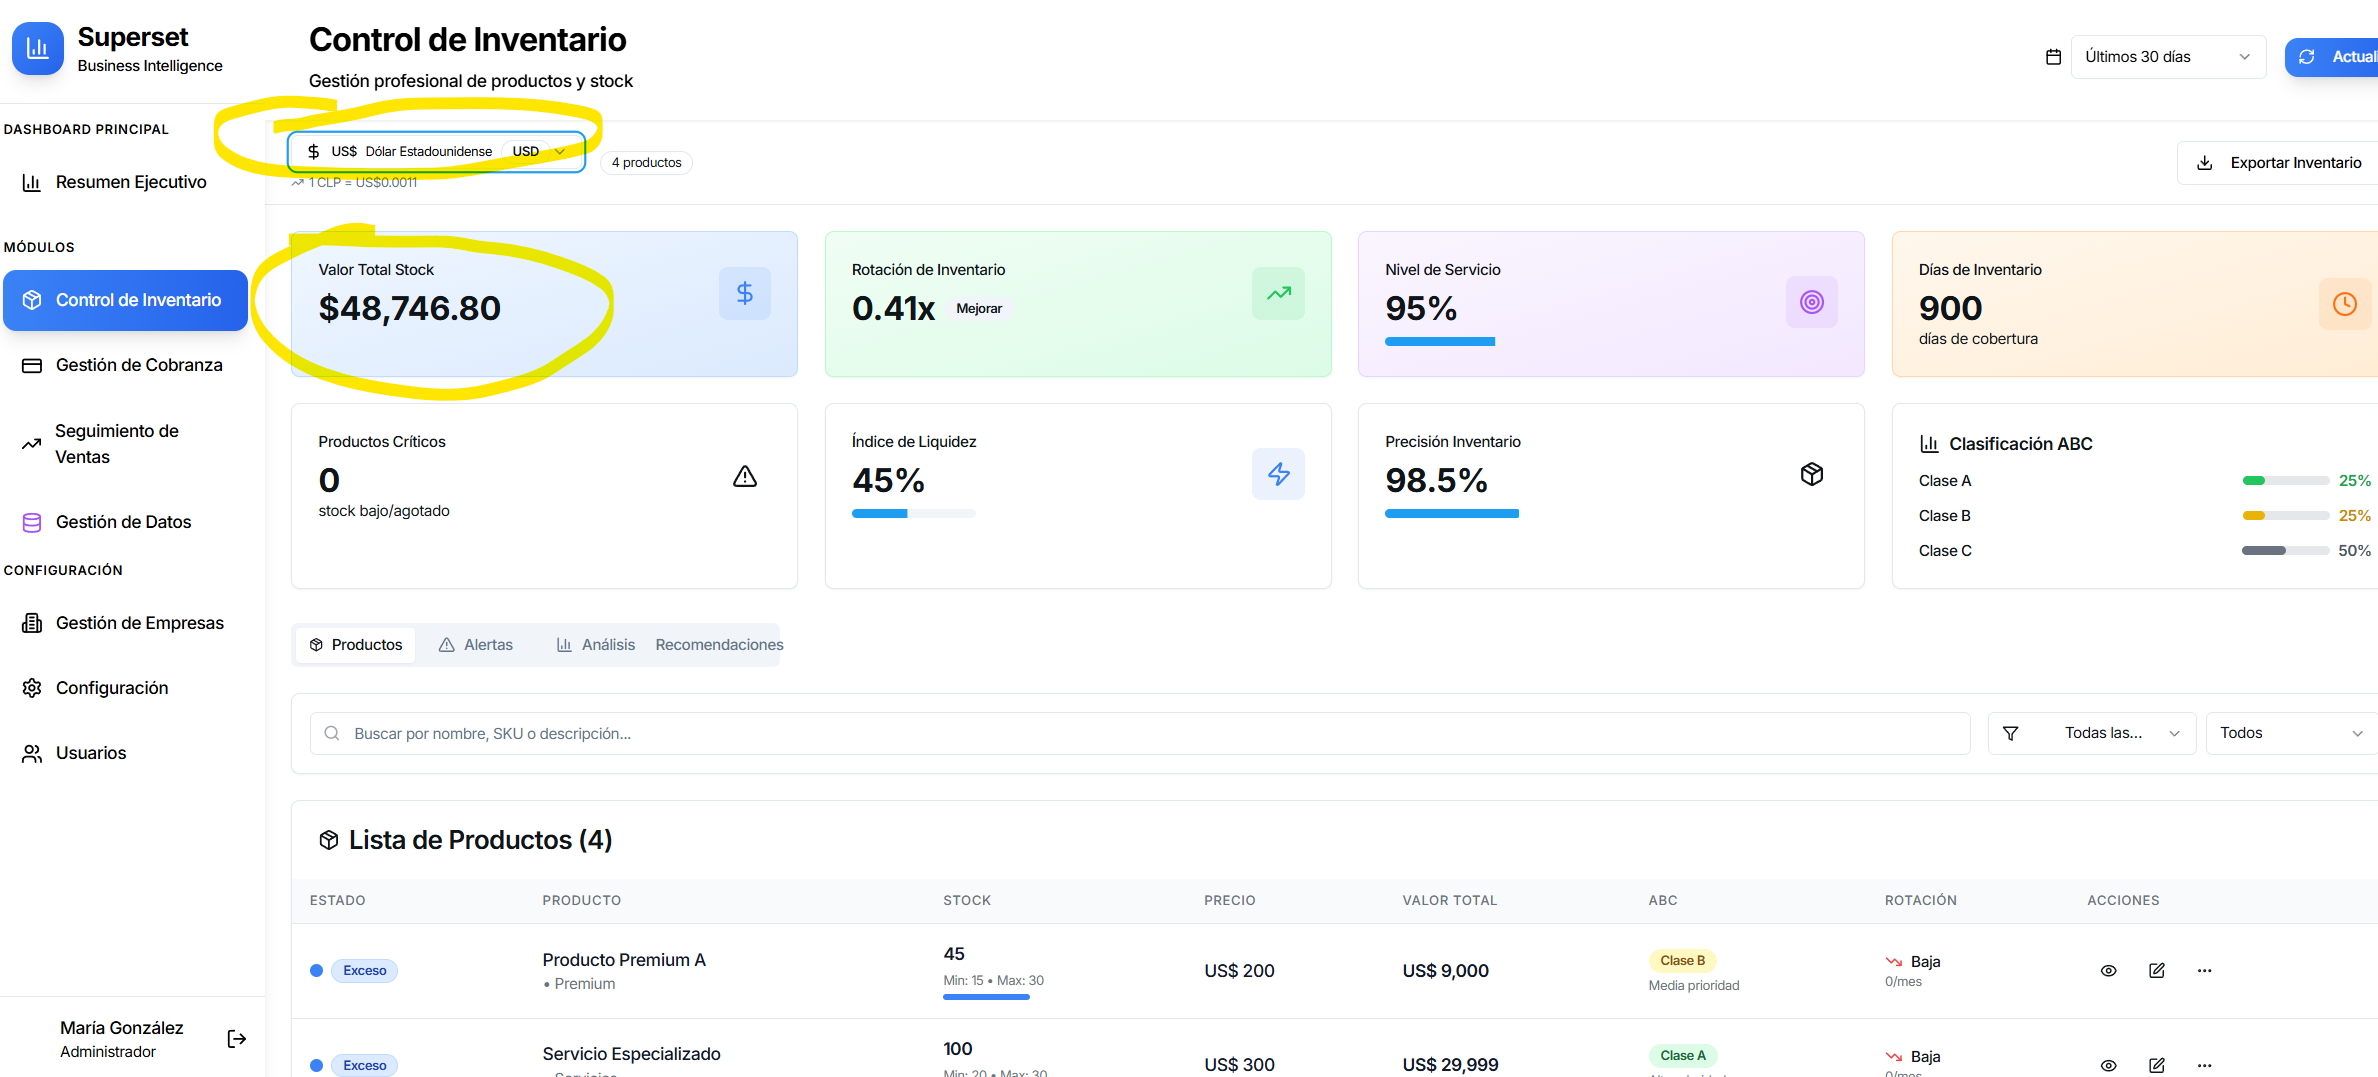 Superset
Business Intelligence
Control de Inventario
Gestión profesional de productos y stock
Últimos 30 días
DASHBOARD PRINCIPAL
Resumen Ejecutivo
MÓDULOS
Control de Inventario
Gestión de Cobranza
Seguimiento de
Ventas
Gestión de Datos
CONFIGURACIÓN
Gestión de Empresas
Configuración
Usuarios
María González
Administrador
$ US$ Dólar Estadounidense USD
4 productos
1 CLP = US$0.0011
Exportar Inventario
Valor Total Stock
$48,746.80
$
Rotación de Inventario
0.41x Mejorar
Nivel de Servicio
95%
Días de Inventario
900
días de cobertura
Productos Críticos
0
stock bajo/agotado
Índice de Liquidez
45%
Precisión Inventario
98.5%
Clasificación ABC
Clase A 25%
Clase B 25%
Clase C 50%
Productos Alertas Análisis Recomendaciones
Buscar por nombre, SKU o descripción...
Todas las...
Todos
Lista de Productos (4)
ESTADO PRODUCTO STOCK PRECIO VALOR TOTAL ABC ROTACIÓN ACCIONES
Exceso
Producto Premium A
• Premium
45
Min: 15 • Max: 30
US$ 200
US$ 9,000
Clase B
Media prioridad
Baja
0/mes
Exceso
Servicio Especializado
100
Min: 20 • Max: 30
US$ 300
US$ 29,999
Clase A
Baja